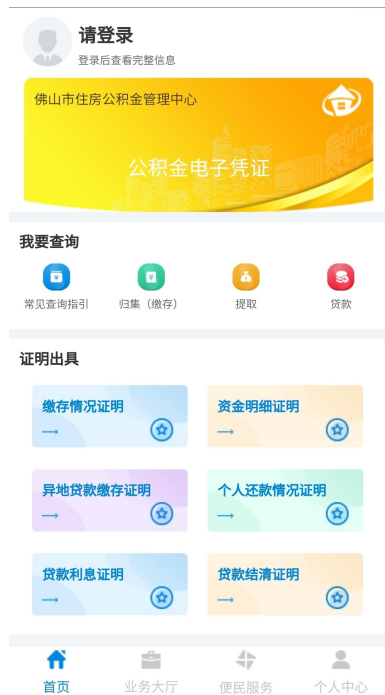 请登录
登录后查看完整信息
佛山市住房公积金管理中心
公积金电子凭证
我要查询
常见查询指引 归集（缴存） 提取 贷款
证明出具
缴存情况证明 资金明细证明
异地贷款缴存证明 个人还款情况证明
贷款利息证明 贷款结清证明
首页 业务大厅 便民服务 个人中心